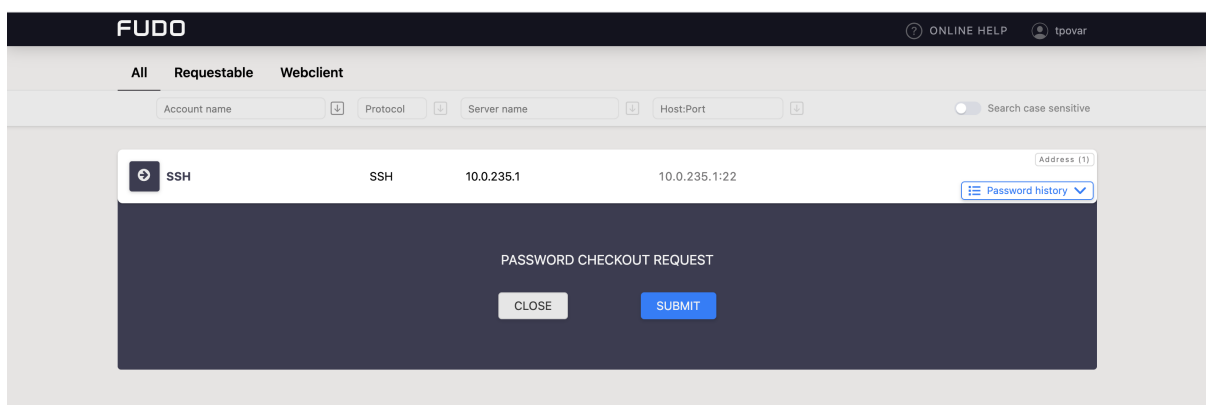 FUDO
? ONLINE HELP tpovar
All Requestable Webclient
Account name Protocol Server name Host:Port Search case sensitive
Address (1)
SSH SSH 10.0.235.1 10.0.235.1:22
Password history
PASSWORD CHECKOUT REQUEST
CLOSE SUBMIT